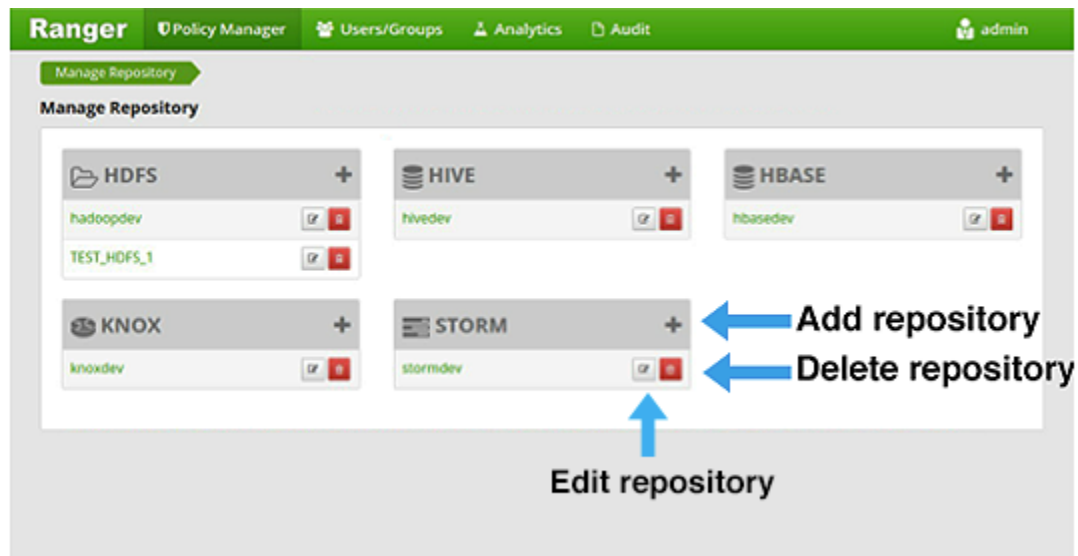 Ranger Policy Manager Users/Groups Analytics Audit admin
Manage Repository
Manage Repository
HDFS + HIVE + HBASE +
hadoopdev hivedev hbasedev
TEST_HDFS_1
KNOX + STORM + Add repository
knoxdev stormdev Delete repository
Edit repository